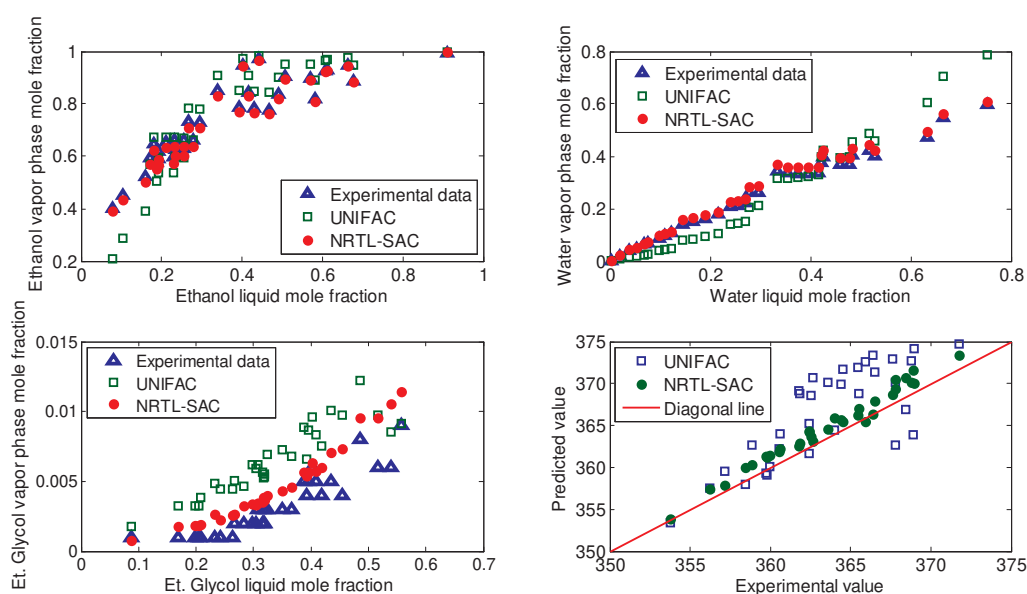 Ethanol vapor phase mole fraction
1
0.8
0.6
0.4
0.2
0
0.2
0.4
0.6
0.8
1
Ethanol liquid mole fraction
Experimental data
UNIFAC
NRTL-SAC
Water vapor phase mole fraction
0.8
0.6
0.4
0.2
0
0
0.2
0.4
0.6
0.8
Water liquid mole fraction
Experimental data
UNIFAC
NRTL-SAC
Et. Glycol vapor phase mole fraction
0.015
0.01
0.005
0
0
0.1
0.2
0.3
0.4
0.5
0.6
0.7
Et. Glycol liquid mole fraction
Experimental data
UNIFAC
NRTL-SAC
Predicted value
375
370
365
360
355
350
350
355
360
365
370
375
Experimental value
UNIFAC
NRTL-SAC
Diagonal line